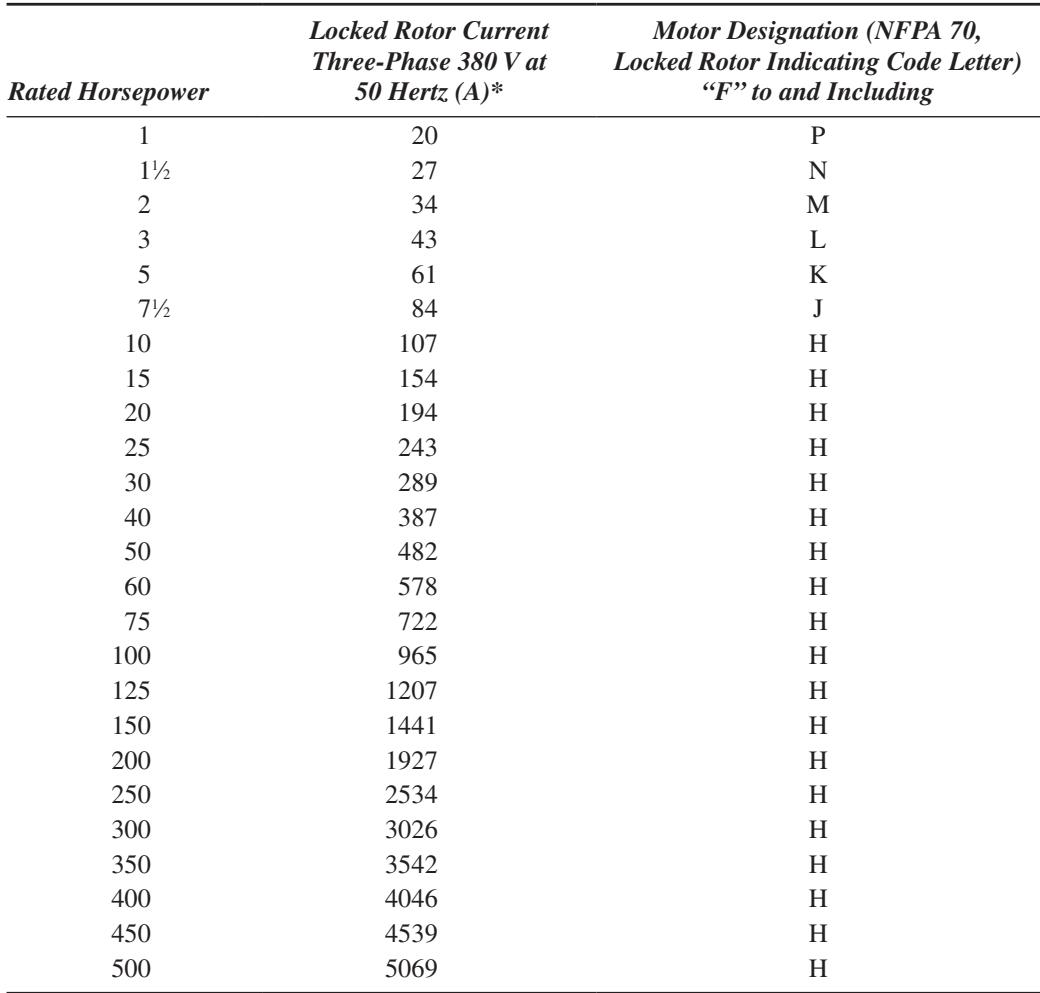 Locked Rotor Current Motor Designation (NFPA 70,
Three-Phase 380 V at Locked Rotor Indicating Code Letter)
Rated Horsepower 50 Hertz (A)* “F” to and Including
1 20 P
1½ 27 N
2 34 M
3 43 L
5 61 K
7½ 84 J
10 107 H
15 154 H
20 194 H
25 243 H
30 289 H
40 387 H
50 482 H
60 578 H
75 722 H
100 965 H
125 1207 H
150 1441 H
200 1927 H
250 2534 H
300 3026 H
350 3542 H
400 4046 H
450 4539 H
500 5069 H